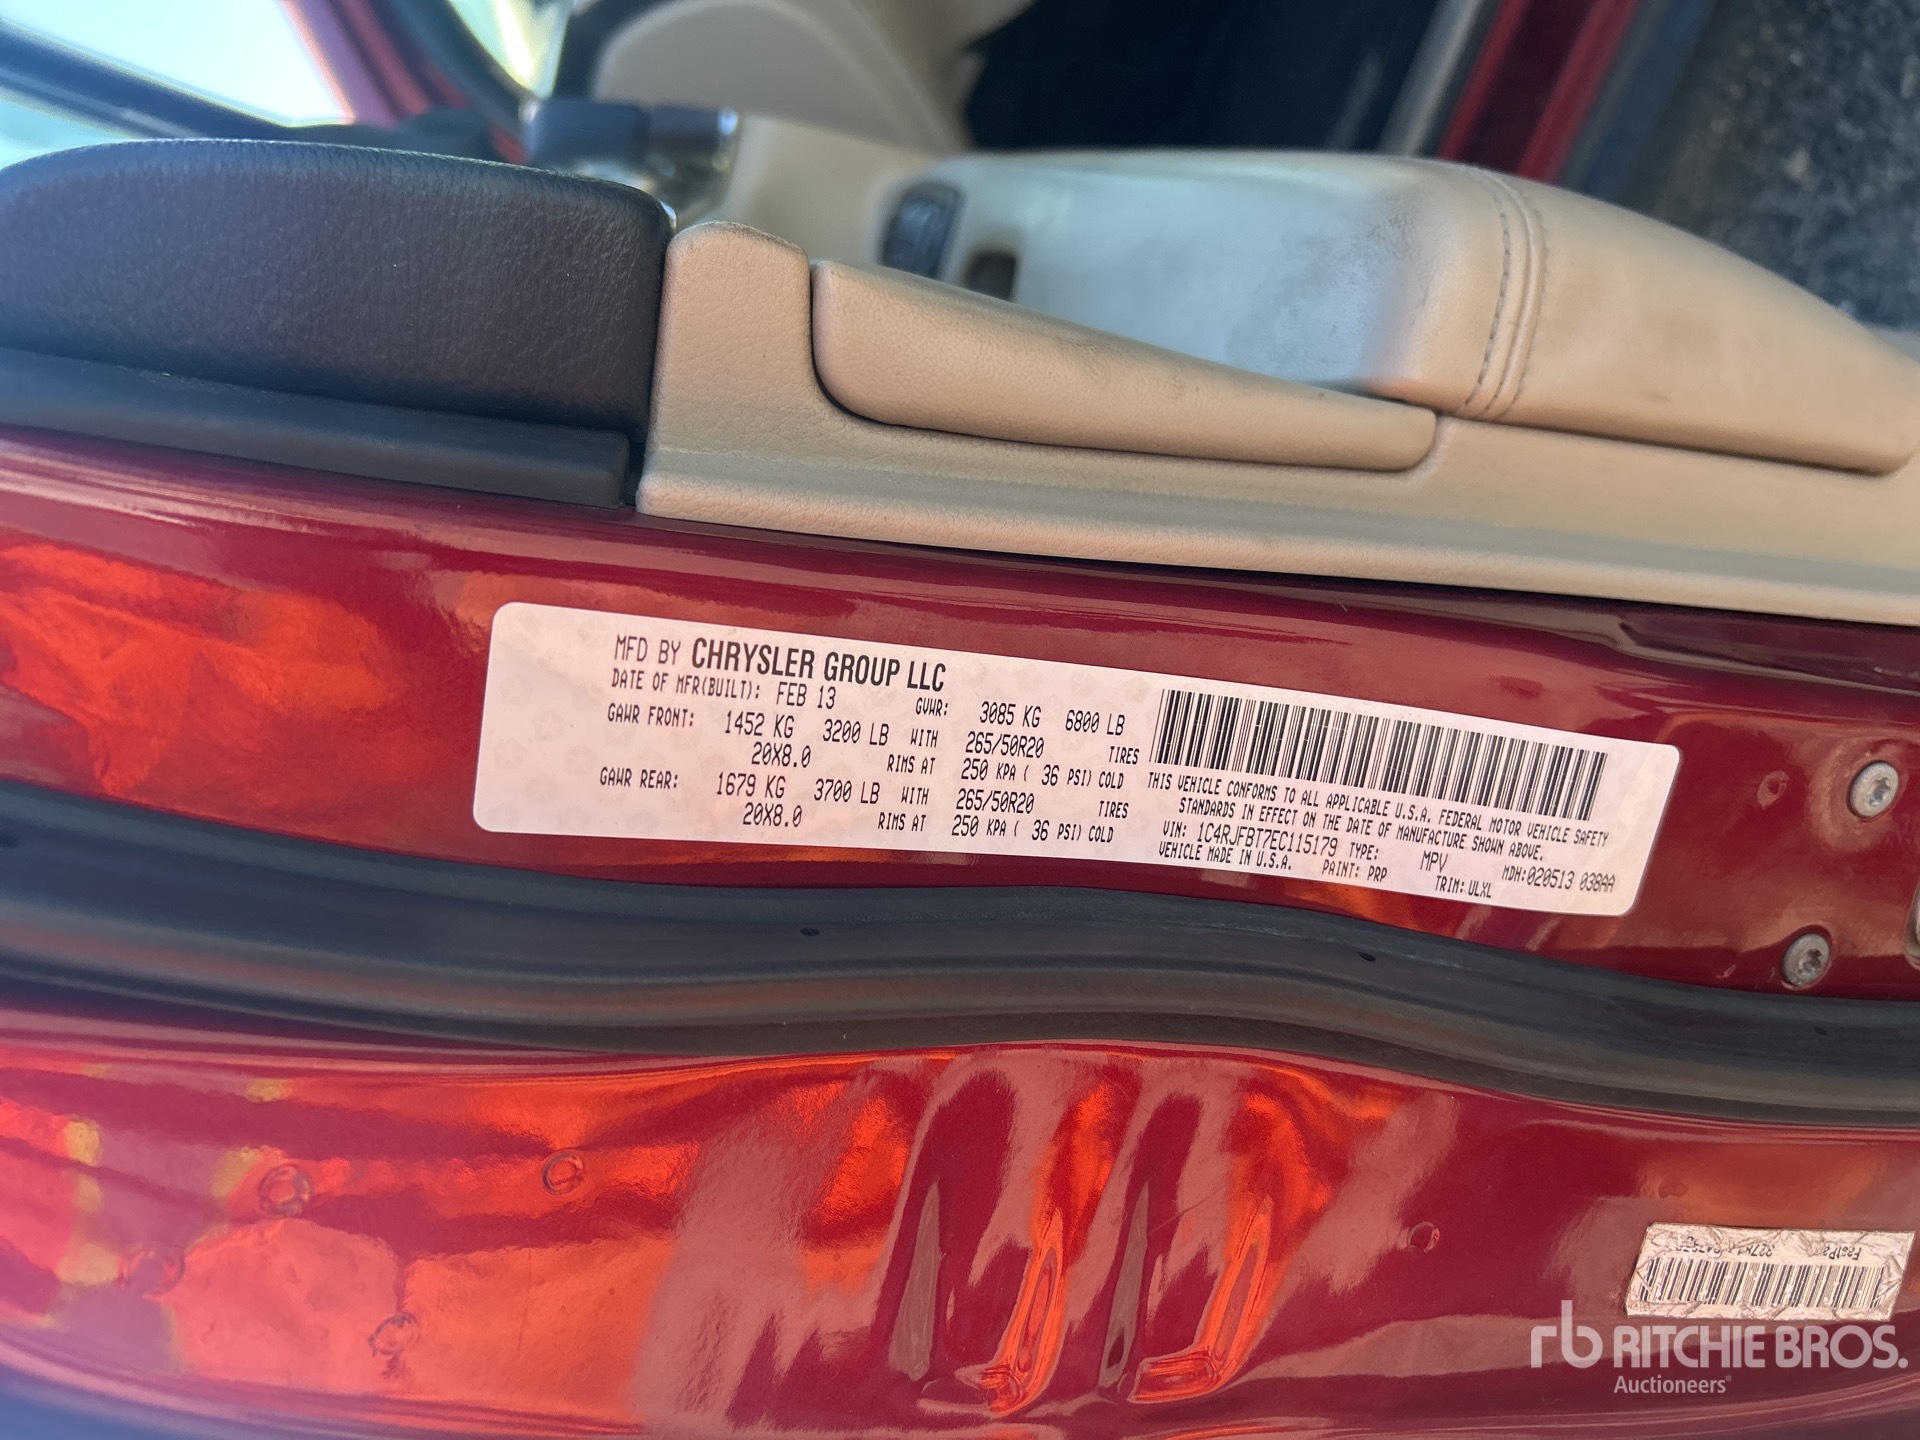 MFD BY CHRYSLER GROUP LLC
DATE OF MFR(BUILT): FEB 13 GVWR: 3085 KG 6800 LB
GAWR FRONT: 1452 KG 3200 LB WITH 265/50R20 TIRES
20X8.0 RIMS AT 250 KPA ( 36 PSI) COLD
GAWR REAR: 1679 KG 3700 LB WITH 265/50R20 TIRES
20X8.0 RIMS AT 250 KPA ( 36 PSI) COLD
THIS VEHICLE CONFORMS TO ALL APPLICABLE U.S.A. FEDERAL MOTOR VEHICLE SAFETY
STANDARDS IN EFFECT ON THE DATE OF MANUFACTURE SHOWN ABOVE.
VIN: 1C4RJFBT7EC115179 TYPE: MPV MDH:020513 038AA
VEHICLE MADE IN U.S.A. PAINT: PRP TRIM: ULXL
rb RITCHIE BROS.
Auctioneers